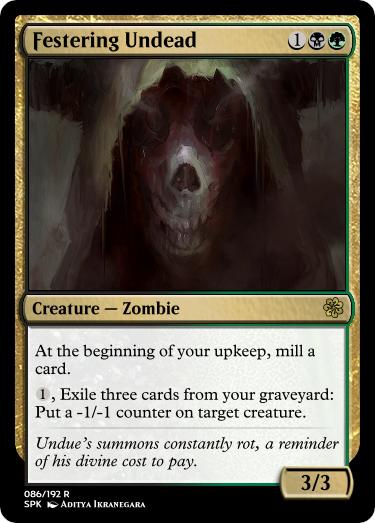 Festering Undead 1
Creature — Zombie
At the beginning of your upkeep, mill a
card.
1, Exile three cards from your graveyard:
Put a -1/-1 counter on target creature.
Undue's summons constantly rot, a reminder
of his divine cost to pay.
3/3
086/192 R
SPK Aditya Ikranegara